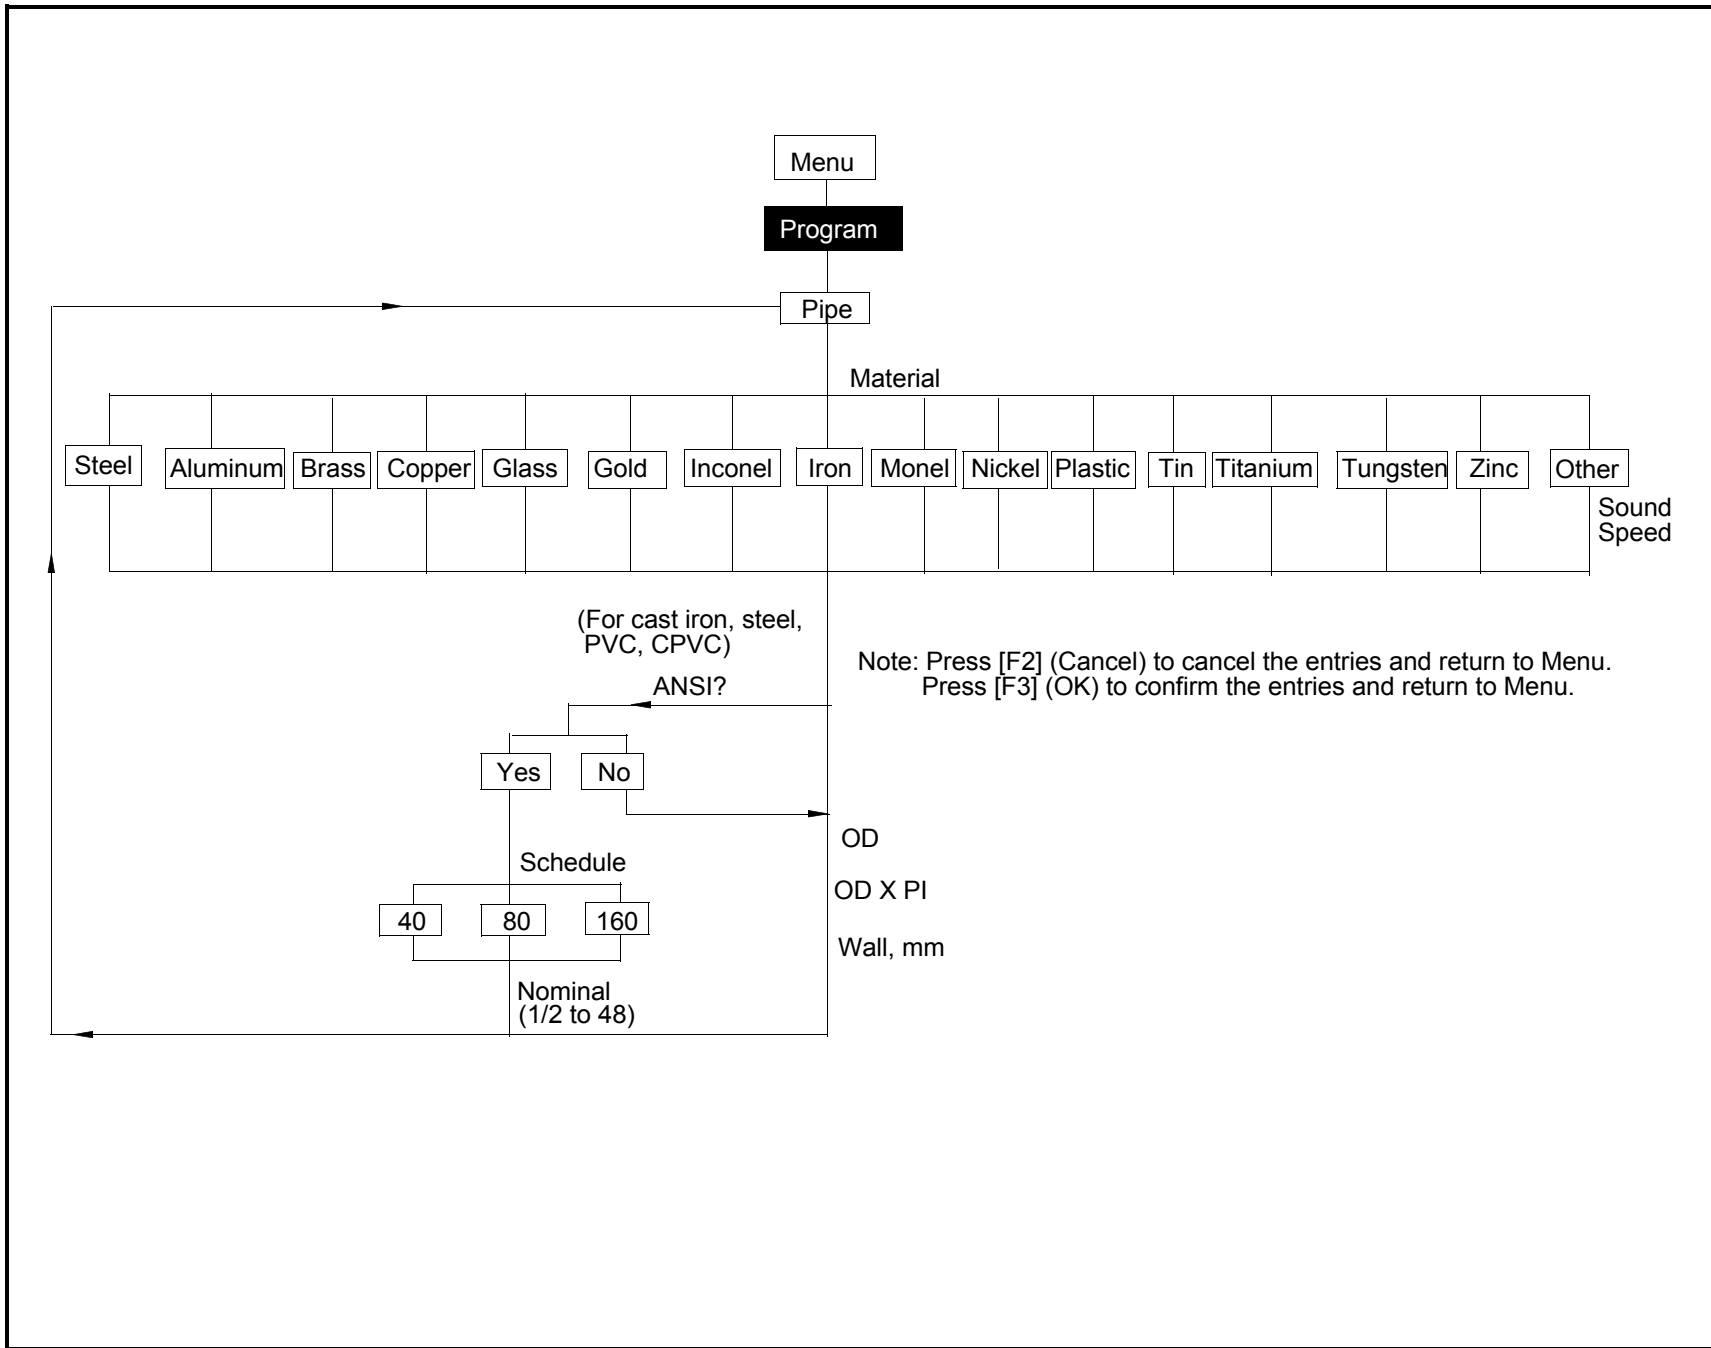 Menu
Program
Pipe
Material
Steel Aluminum Brass Copper Glass Gold Inconel Iron Monel Nickel Plastic Tin Titanium Tungsten Zinc Other
Sound
Speed
(For cast iron, steel,
PVC, CPVC)
Note: Press [F2] (Cancel) to cancel the entries and return to Menu.
Press [F3] (OK) to confirm the entries and return to Menu.
ANSI?
Yes No
OD
Schedule
OD X PI
40 80 160
Wall, mm
Nominal
(1/2 to 48)